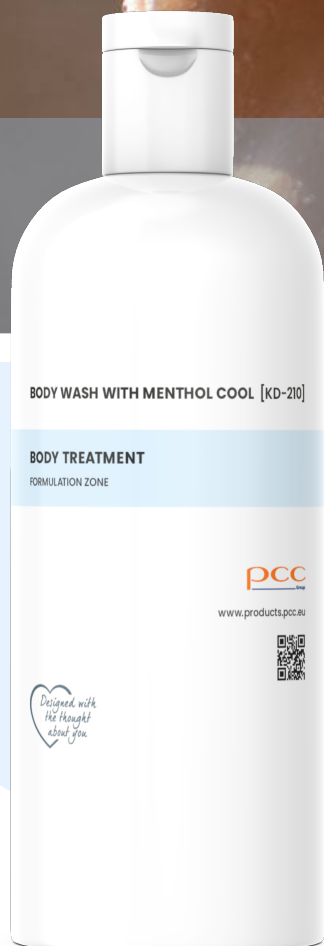 BODY WASH WITH MENTHOL COOL [KD-210]
BODY TREATMENT
FORMULATION ZONE
pcc
Group
www.products.pcc.eu
Designed with
the thought
about you